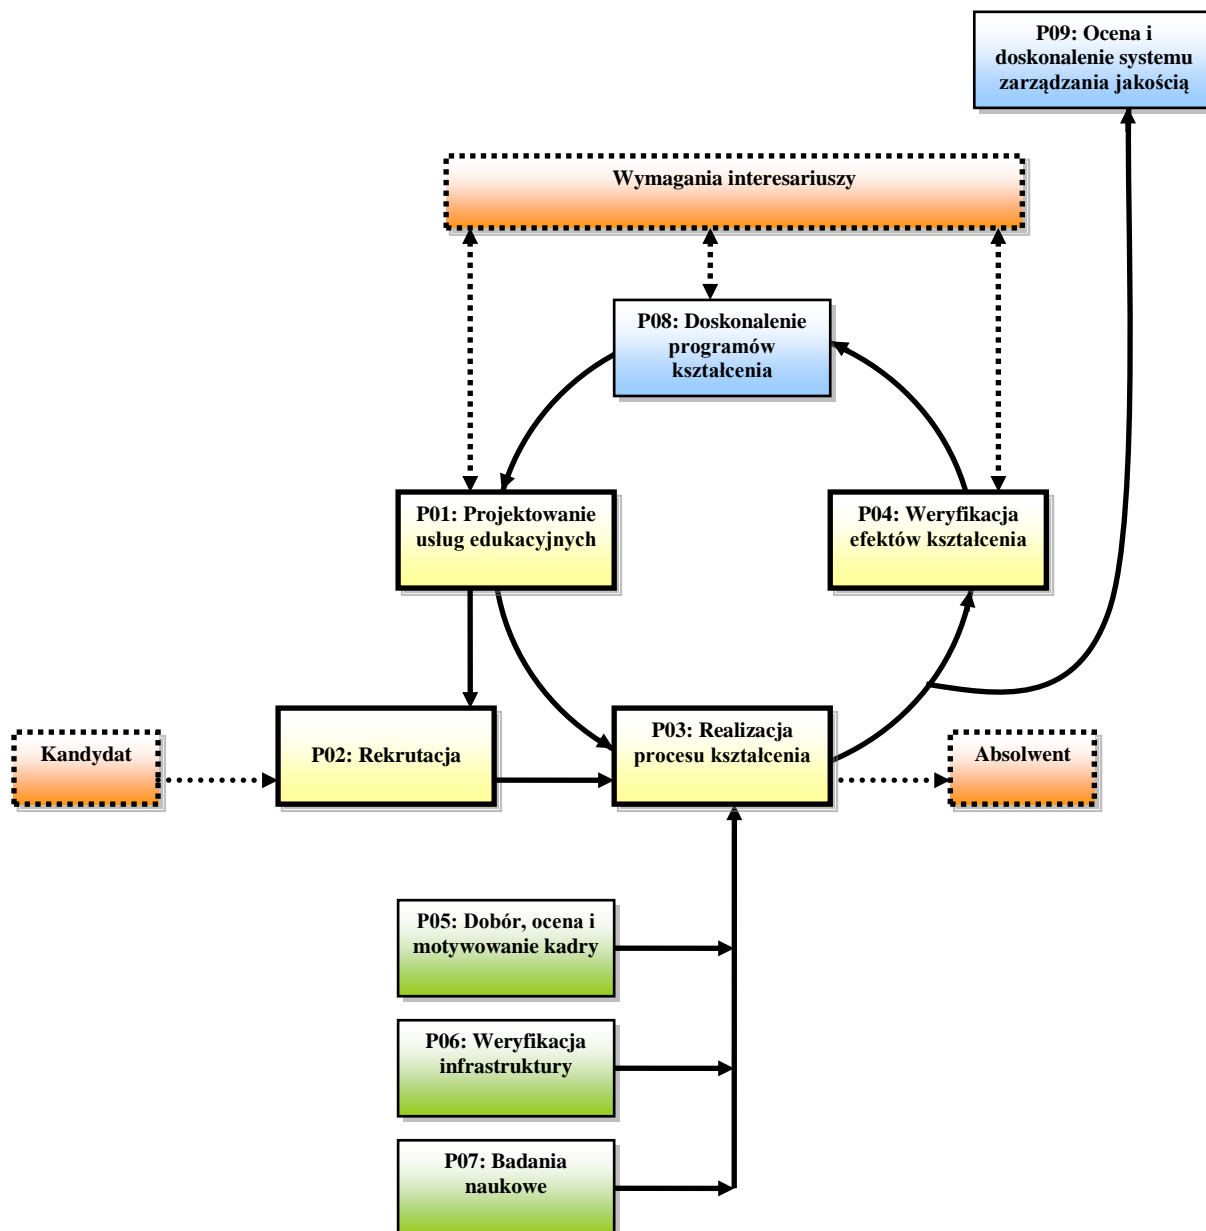 P09: Ocena i
doskonalenie systemu
zarządzania jakością
Wymagania interesariuszy
P08: Doskonalenie
programów
kształcenia
P01: Projektowanie
usług edukacyjnych
P04: Weryfikacja
efektów kształcenia
Kandydat
P02: Rekrutacja
P03: Realizacja
procesu kształcenia
Absolwent
P05: Dobór, ocena i
motywowanie kadry
P06: Weryfikacja
infrastruktury
P07: Badania
naukowe